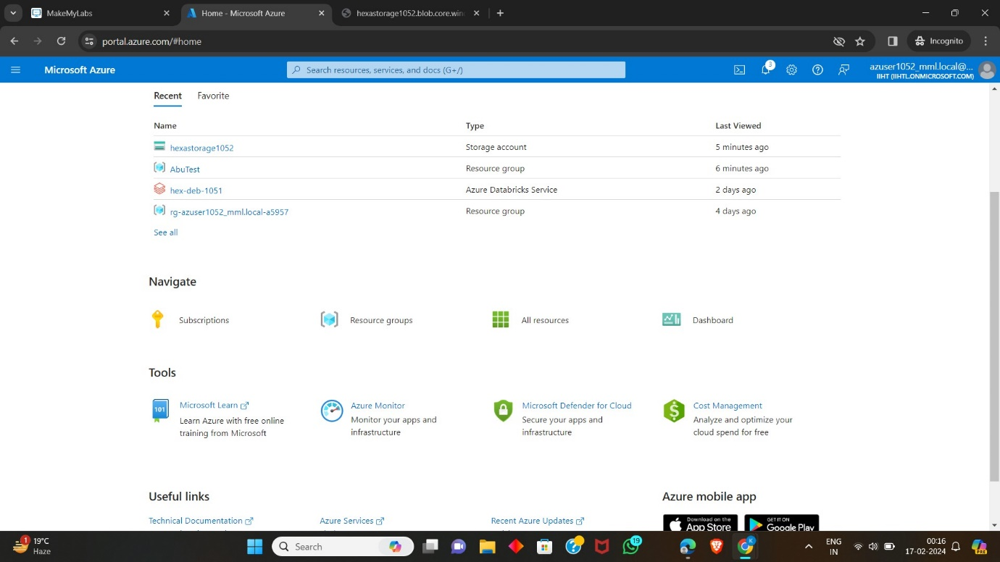 MakeMyLabs
Home - Microsoft Azure
hexastorage1052.blob.core.win
portal.azure.com/#home
Incognito
Microsoft Azure
Search resources, services, and docs (G+/)
3
azuser1052_mml.local@...
IIHT (IIHTL.ONMICROSOFT.COM)
Recent Favorite
Name Type Last Viewed
hexastorage1052 Storage account 5 minutes ago
AbuTest Resource group 6 minutes ago
hex-deb-1051 Azure Databricks Service 2 days ago
rg-azuser1052_mml.local-a5957 Resource group 4 days ago
See all
Navigate
Subscriptions Resource groups All resources Dashboard
Tools
101
Microsoft Learn
Learn Azure with free online
training from Microsoft
Azure Monitor
Monitor your apps and
infrastructure
Microsoft Defender for Cloud
Secure your apps and
infrastructure
Cost Management
Analyze and optimize your
cloud spend for free
Useful links Azure mobile app
Technical Documentation Azure Services Recent Azure Updates
Download on the
App Store
GET IT ON
Google Play
1
19°C
Haze
Search
19
K
ENG
IN
00:16
17-02-2024
PRE